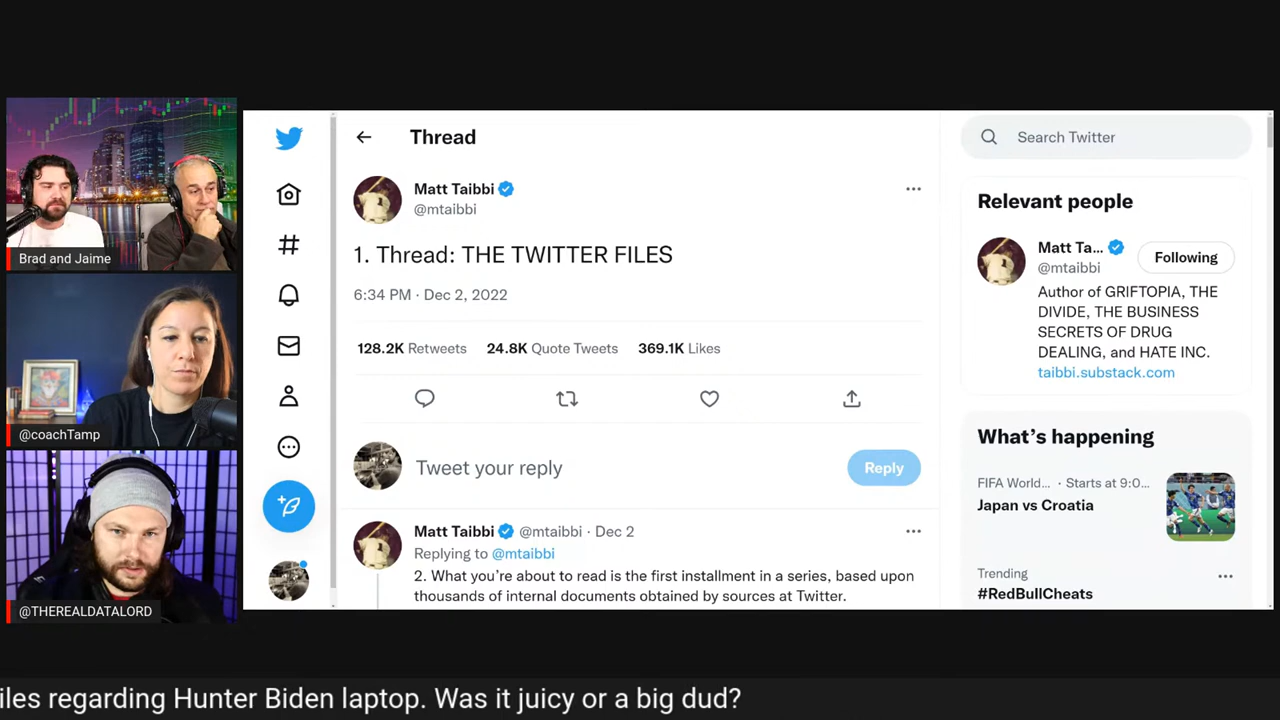 Brad and Jaime
@coachTamp
@THEREALDATALORD
Thread
Matt Taibbi
@mtaibbi
1. Thread: THE TWITTER FILES
6:34 PM · Dec 2, 2022
128.2K Retweets 24.8K Quote Tweets 369.1K Likes
Tweet your reply
Reply
Matt Taibbi @mtaibbi · Dec 2
Replying to @mtaibbi
2. What you're about to read is the first installment in a series, based upon
thousands of internal documents obtained by sources at Twitter.
Search Twitter
Relevant people
Matt Ta...
@mtaibbi
Following
Author of GRIFTOPIA, THE
DIVIDE, THE BUSINESS
SECRETS OF DRUG
DEALING, and HATE INC.
taibbi.substack.com
What's happening
FIFA World... · Starts at 9:0...
Japan vs Croatia
Trending
#RedBullCheats
iles regarding Hunter Biden laptop. Was it juicy or a big dud?